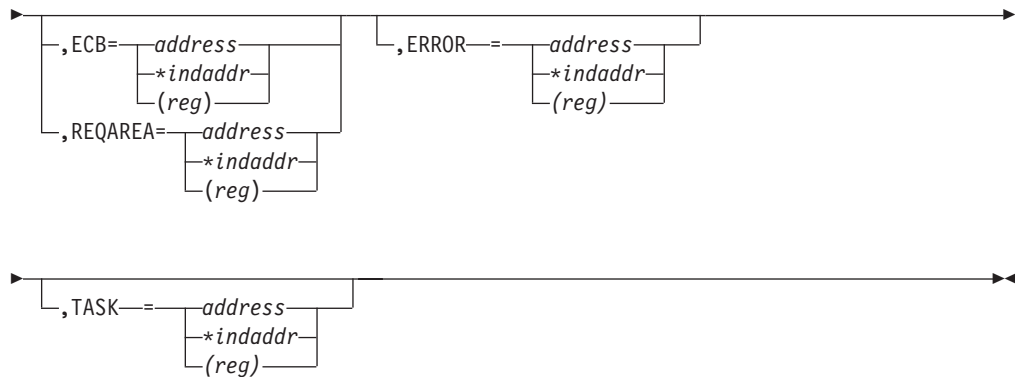 ,ECB= address ,ERROR = address
*indaddr *indaddr
(reg) (reg)
,REQAREA= address
*indaddr
(reg)
,TASK = address
*indaddr
(reg)